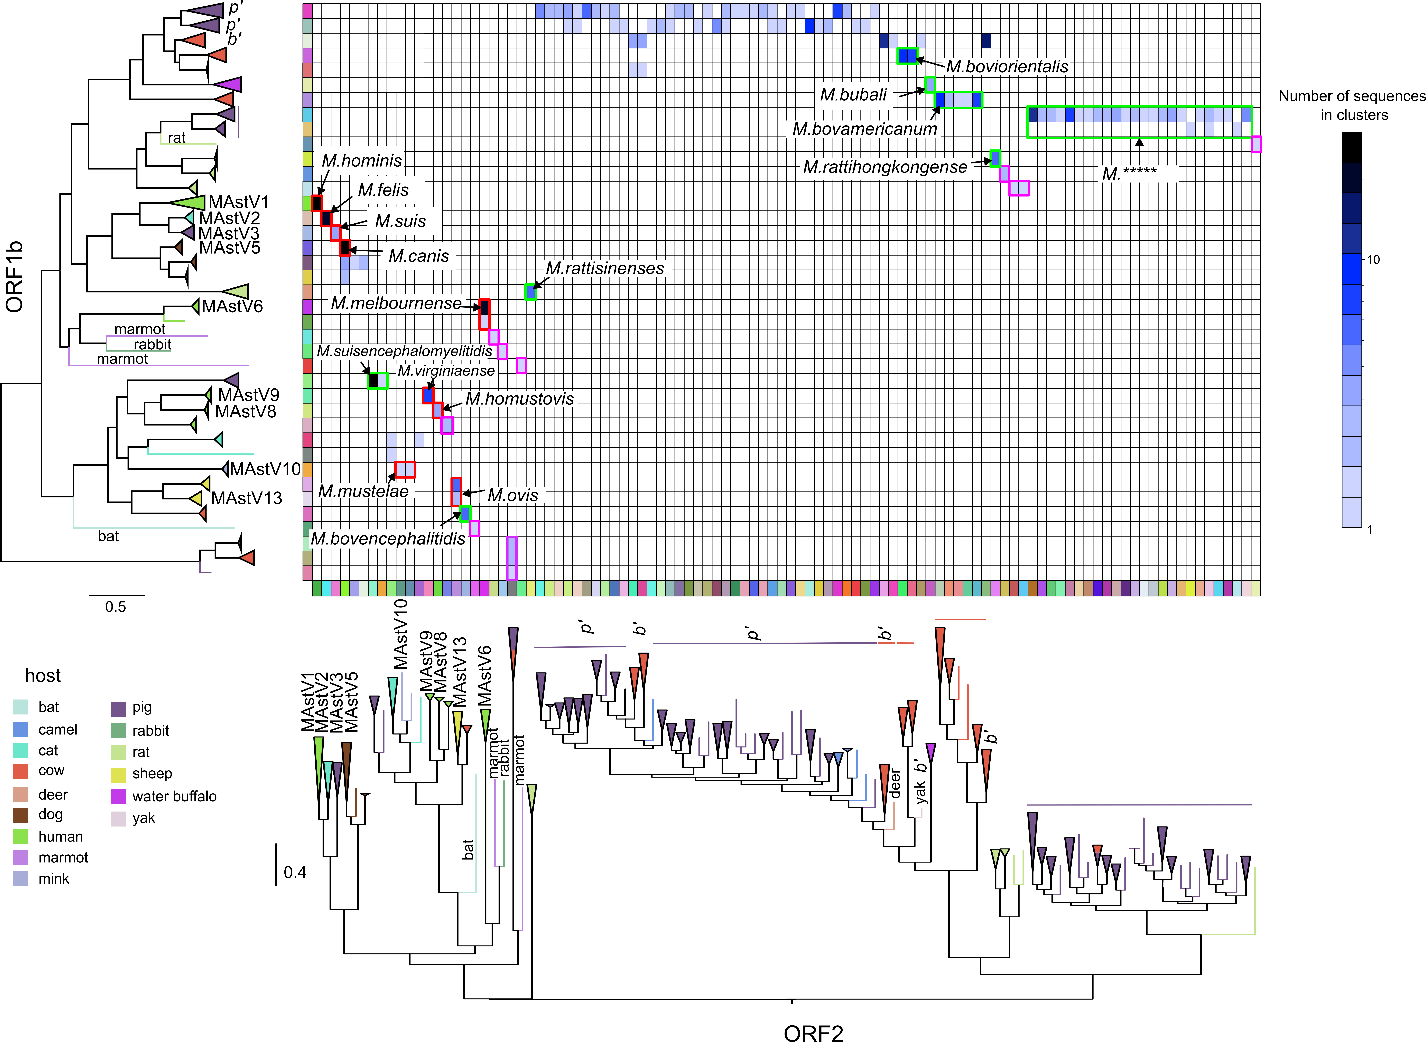 p'
p'
b'
rat
MAstV1
MAstV2
MAstV3
MAstV5
MAstV6
marmot
rabbit
marmot
MAstV9
MAstV8
MAstV10
MAstV13
bat
0.5
ORF1b
M.hominis
M.felis
M.suis
M.canis
M.rattisinenses
M.melbournense
M.suisencephalomyelitidis
M.virginiaense
M.homustovis
M.mustelae
M.ovis
M.bovencephalitidis
M.boviorientalis
M.bubali
M.bovamericanum
M.rattihongkongense
M.*****
Number of sequences
in clusters
10
1
host
bat
camel
cat
cow
deer
dog
human
marmot
mink
pig
rabbit
rat
sheep
water buffalo
yak
0.4
MAstV1
MAstV2
MAstV3
MAstV5
MAstV10
MAstV9
MAstV8
MAstV13
MAstV6
bat
marmot
rabbit
marmot
p'
b'
p'
b'
deer
yak
b'
b'
ORF2